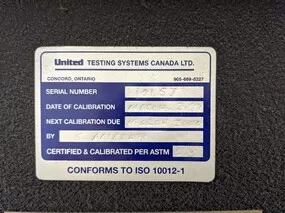 United TESTING SYSTEMS CANADA LTD.
CONCORD, ONTARIO 905-669-5327
SERIAL NUMBER
DATE OF CALIBRATION
NEXT CALIBRATION DUE
BY
CERTIFIED & CALIBRATED PER ASTM
CONFORMS TO ISO 10012-1